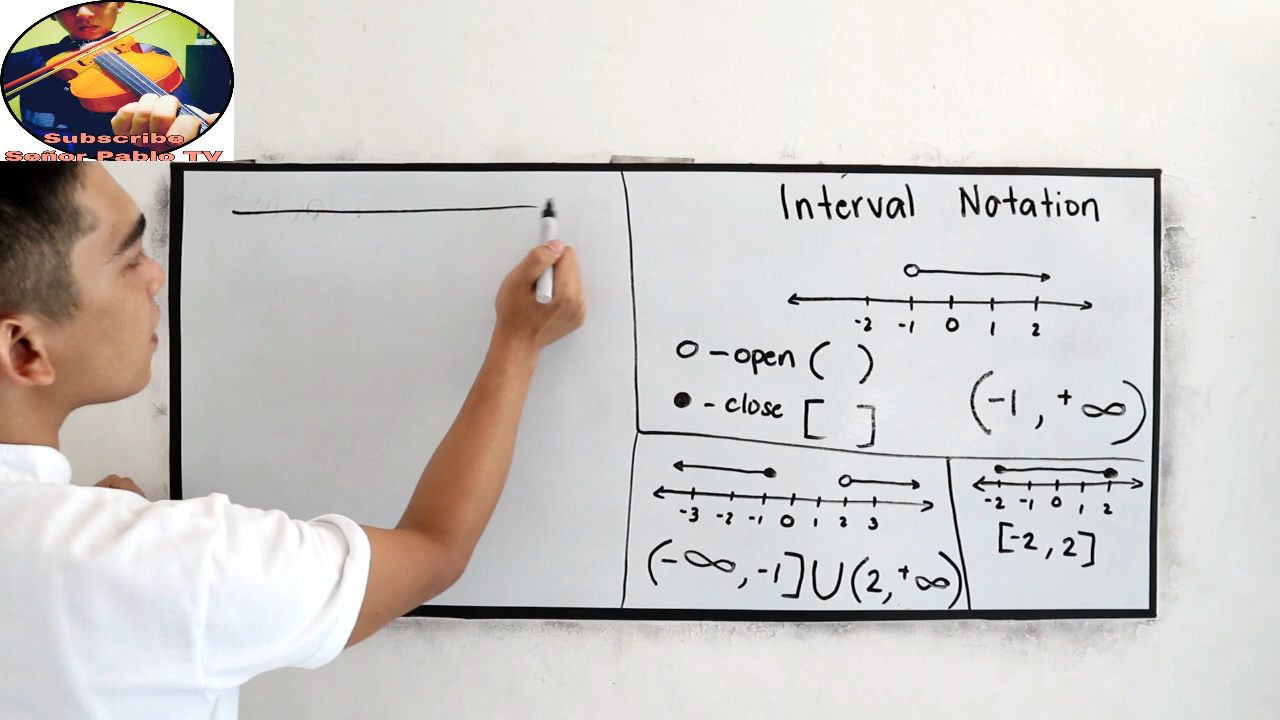 Subscribe
Señor Pablo TV
Interval Notation
-2 -1 0 1 2
○ - open ( )
● - close [ ]
(-1, +∞)
-3 -2 -1 0 1 2 3
(-∞, -1] ∪ (2, +∞)
-2 -1 0 1 2
[-2, 2]